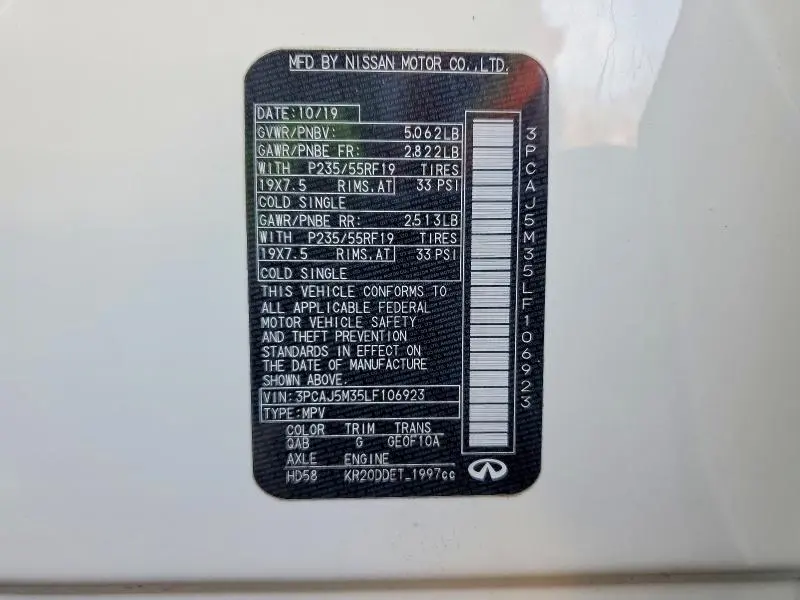 MFD BY NISSAN MOTOR CO.,LTD.
DATE:10/19
GVWR/PNBV: 5.062LB
GAWR/PNBE FR: 2.822LB
WITH P235/55RF19 TIRES
19X7.5 RIMS.AT 33 PSI
COLD SINGLE
GAWR/PNBE RR: 2.513LB
WITH P235/55RF19 TIRES
19X7.5 RIMS.AT 33 PSI
COLD SINGLE
THIS VEHICLE CONFORMS TO
ALL APPLICABLE FEDERAL
MOTOR VEHICLE SAFETY
AND THEFT PREVENTION
STANDARDS IN EFFECT ON
THE DATE OF MANUFACTURE
SHOWN ABOVE.
VIN:3PCAJ5M35LF106923
TYPE:MPV
COLOR TRIM TRANS
QAB G GE0F10A
AXLE ENGINE
HD58 KR20DDET_1997cc
3PCAJ5M35LF106923